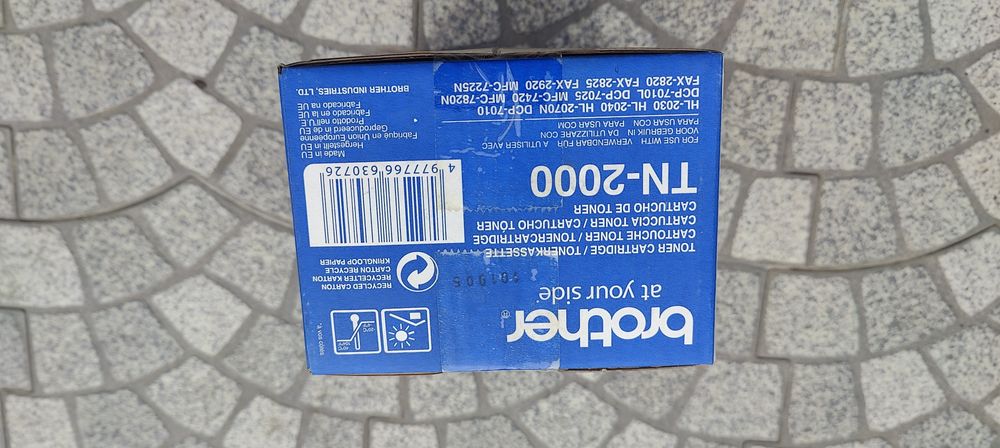 brother
®
at your side
TONER CARTRIDGE / TONERKASSETTE
CARTOUCHE TONER / TONERCARTRIDGE
CARTUCCIA TONER / CARTUCHO TÓNER
CARTUCHO DE TONER
TN-2000
FOR USE WITH VERWENDBAR FÜR A UTILISER AVEC
VOOR GEBRUIK IN DA UTILIZZARE CON
PARA USAR CON PARA USAR COM
HL-2030 HL-2040 HL-2070N DCP-7010
DCP-7010L DCP-7025 MFC-7420 MFC-7820N
FAX-2820 FAX-2825 FAX-2920 MFC-7225N
RECYCLED CARTON
RECYCELTER KARTON
CARTON RECYCLE
KRINGLOOP PAPIER
4 977766 630726
Made in EU
Hergestellt in EU
Fabriqué en Union Européenne
Geproduceerd in de EU
Prodotto nell'U.E.
Fabricado en la UE
Fabricado na UE
BROTHER INDUSTRIES, LTD.